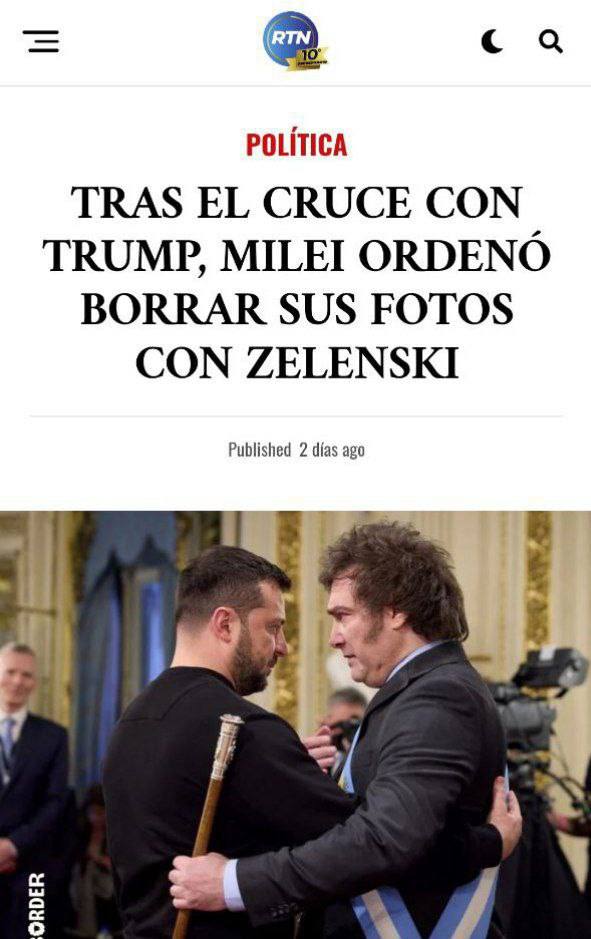 RTN
10°
POLÍTICA
TRAS EL CRUCE CON
TRUMP, MILEI ORDENÓ
BORRAR SUS FOTOS
CON ZELENSKI
Published 2 días ago
BORDER